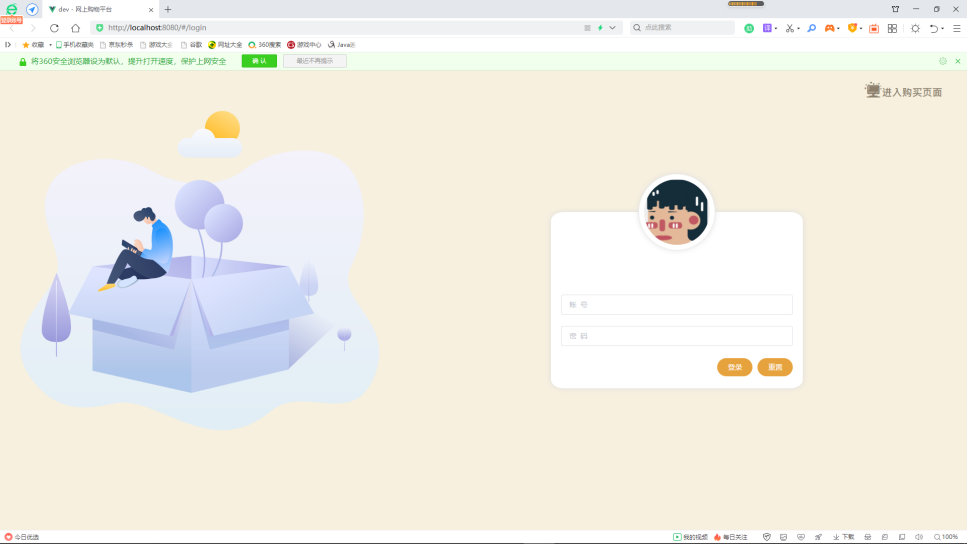 登录账号
dev - 网上购物平台
http://localhost:8080/#/login
点此搜索
收藏 手机收藏夹 京东秒杀 游戏大全 谷歌 网址大全 360搜索 游戏中心 Java
将360安全浏览器设为默认，提升打开速度，保护上网安全 确 认 最近不再提示
进入购买页面
账 号
密 码
登录 重置
今日优选 我的视频 每日关注 下载 100%